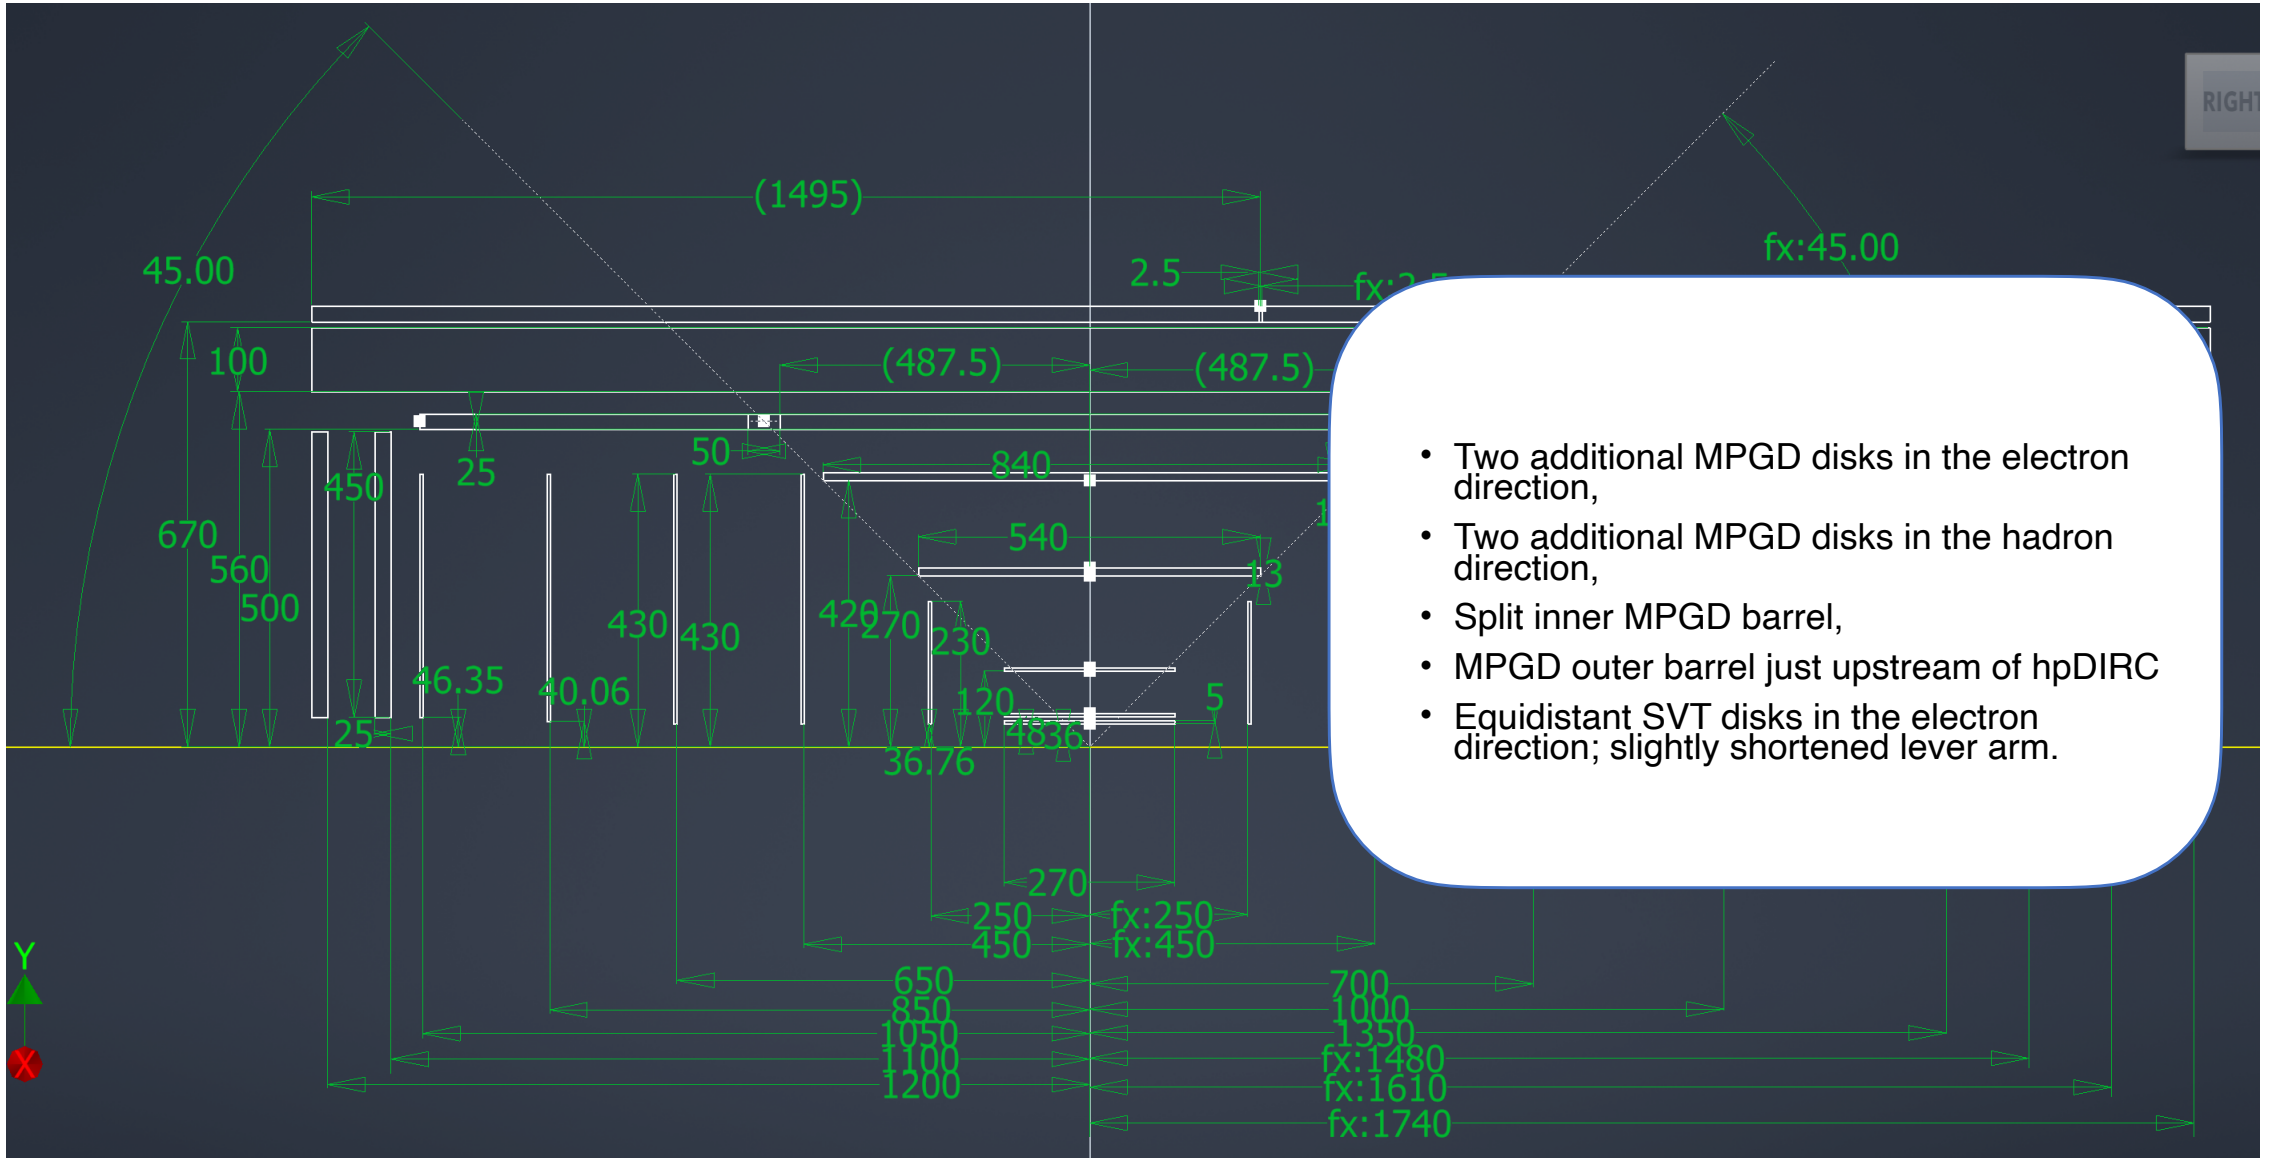 RIGHT
(1495)
45.00
fx:45.00
2.5
100
(487.5)
(487.5)
50
25
840
450
670
560
500
540
13
430
430
420
270
230
46.35
40.06
120
5
25
48
36
36.76
• Two additional MPGD disks in the electron
direction,
• Two additional MPGD disks in the hadron
direction,
• Split inner MPGD barrel,
• MPGD outer barrel just upstream of hpDIRC
• Equidistant SVT disks in the electron
direction; slightly shortened lever arm.
270
250
fx:250
450
fx:450
650
700
850
1000
1050
1350
1100
fx:1480
1200
fx:1610
fx:1740
Y
X